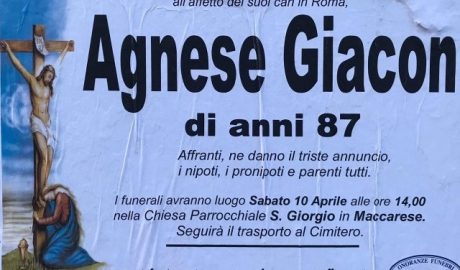 all'affetto dei suoi cari in Roma,
Agnese Giacon
di anni 87
Affranti, ne danno il triste annuncio,
i nipoti, i pronipoti e parenti tutti.
I funerali avranno luogo Sabato 10 Aprile alle ore 14,00
nella Chiesa Parrocchiale S. Giorgio in Maccarese.
Seguirà il trasporto al Cimitero.
ONORANZE FUNEBRI